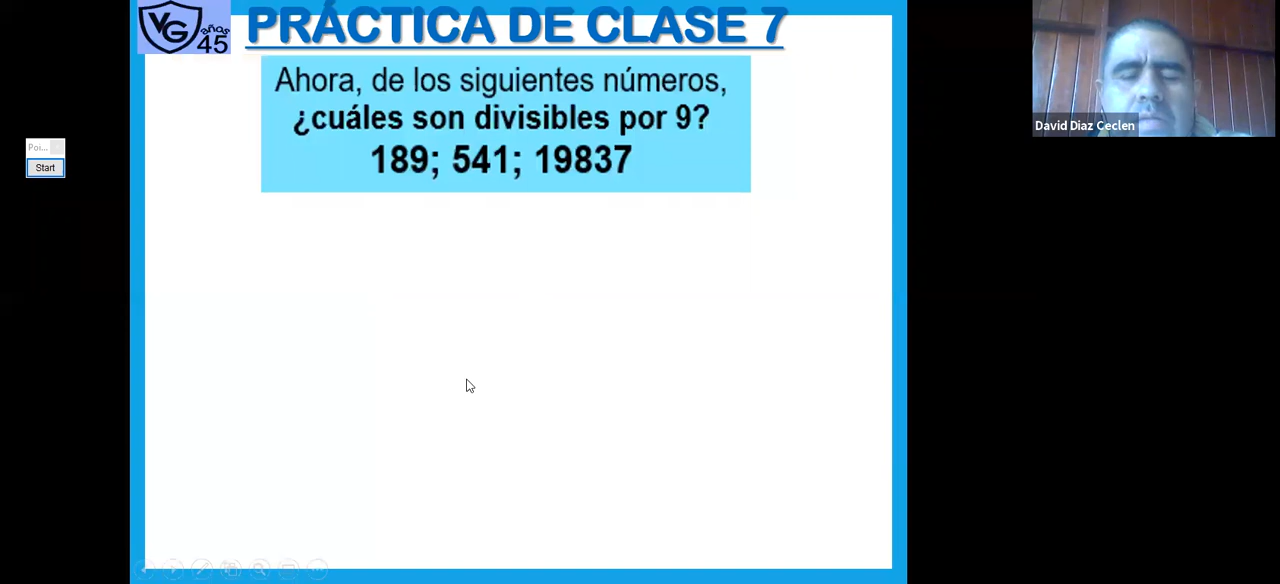 VG años 45
PRÁCTICA DE CLASE 7
Ahora, de los siguientes números,
¿cuáles son divisibles por 9?
189; 541; 19837
Poi...
Start
David Diaz Ceclen